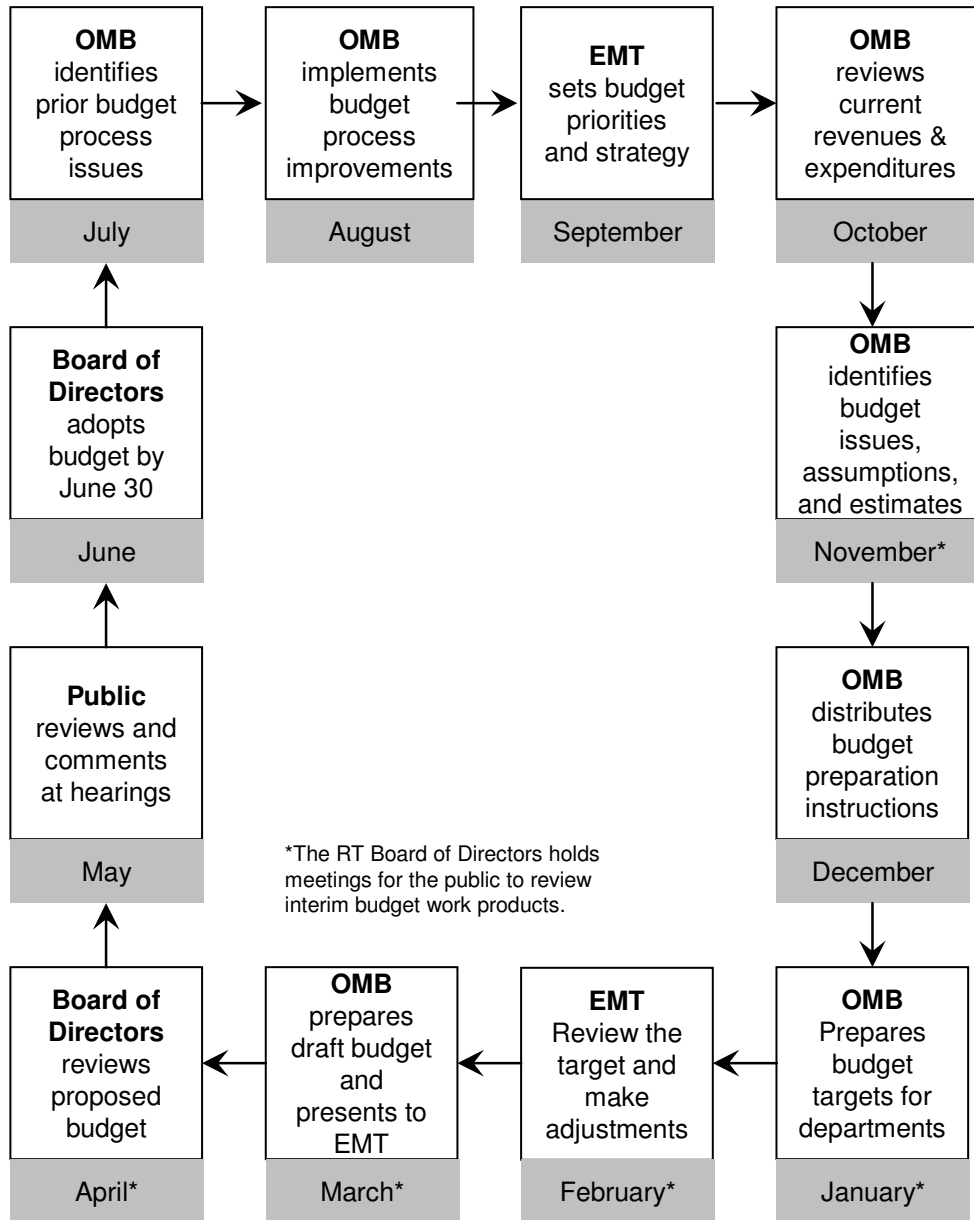 OMB
identifies
prior budget
process
issues
July
OMB
implements
budget
process
improvements
August
EMT
sets budget
priorities
and strategy
September
OMB
reviews
current
revenues &
expenditures
October
OMB
identifies
budget
issues,
assumptions,
and estimates
November*
OMB
distributes
budget
preparation
instructions
December
OMB
Prepares
budget
targets for
departments
January*
EMT
Review the
target and
make
adjustments
February*
OMB
prepares
draft budget
and
presents to
EMT
March*
Board of
Directors
reviews
proposed
budget
April*
Public
reviews and
comments
at hearings
May
Board of
Directors
adopts
budget by
June 30
June
*The RT Board of Directors holds
meetings for the public to review
interim budget work products.